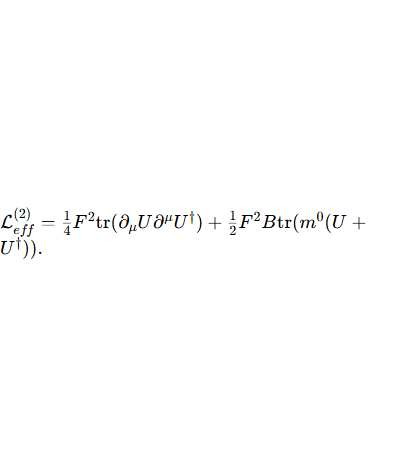 $\mathcal{L}_{eff}^{(2)} = \frac{1}{4}F^2 \mathrm{tr}(\partial_\mu U \partial^\mu U^\dagger) + \frac{1}{2}F^2 B \mathrm{tr}(m^0(U +$
$U^\dagger)).$